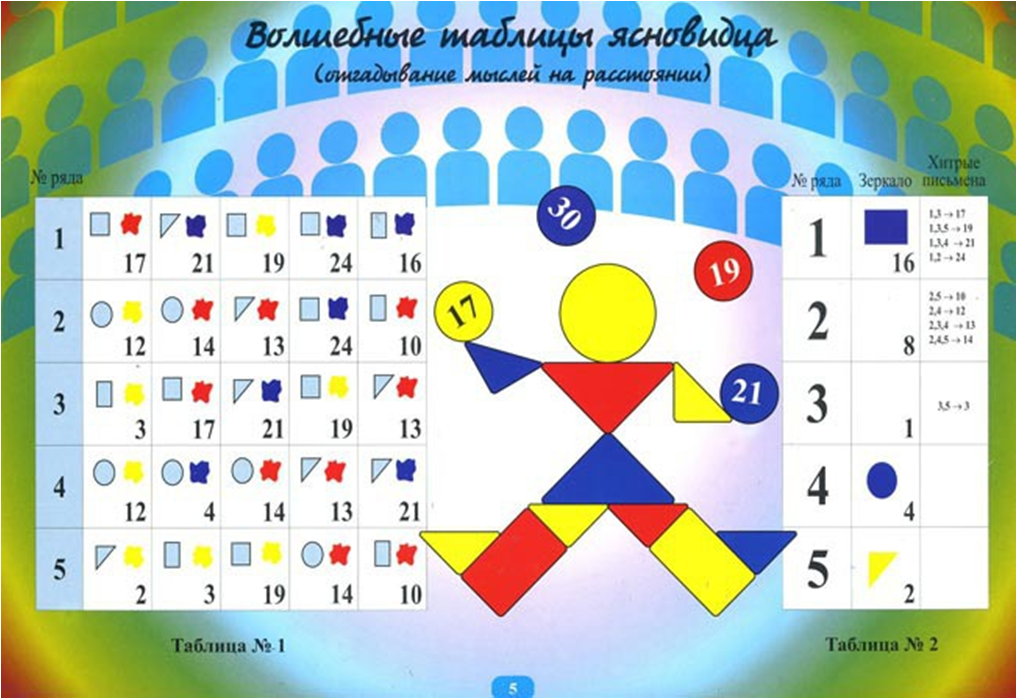 Волшебные таблицы ясновидца
(отгадывание мыслей на расстоянии)
№ ряда
1
17 21 19 24 16
2
12 14 13 24 10
3
3 17 21 19 13
4
12 4 14 13 21
5
2 3 19 14 10
Таблица № 1
30
19
17
21
№ ряда Зеркало Хитрые
письмена
1
16
1,3 → 17
1,3,5 → 19
1,3,4 → 21
1,2 → 24
2
8
2,5 → 10
2,4 → 12
2,3,4 → 13
2,4,5 → 14
3
1
3,5 → 3
4
4
5
2
Таблица № 2
5